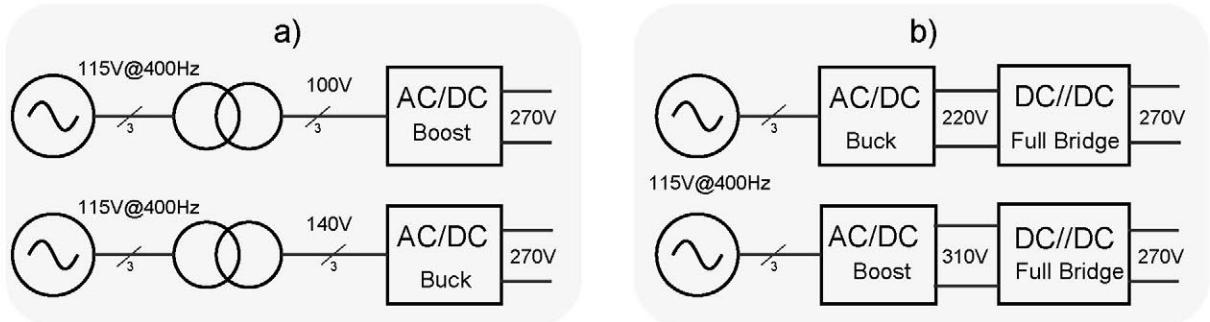 a)
115V@400Hz
3
100V
3
AC/DC
Boost
270V
115V@400Hz
3
140V
3
AC/DC
Buck
270V
b)
3
AC/DC
Buck
220V
DC//DC
Full Bridge
270V
115V@400Hz
3
AC/DC
Boost
310V
DC//DC
Full Bridge
270V